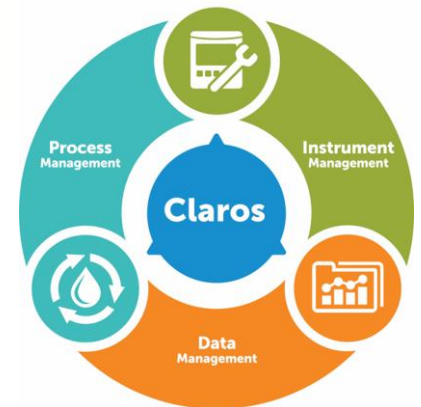 Process
Management
Instrument
Management
Claros
Data
Management